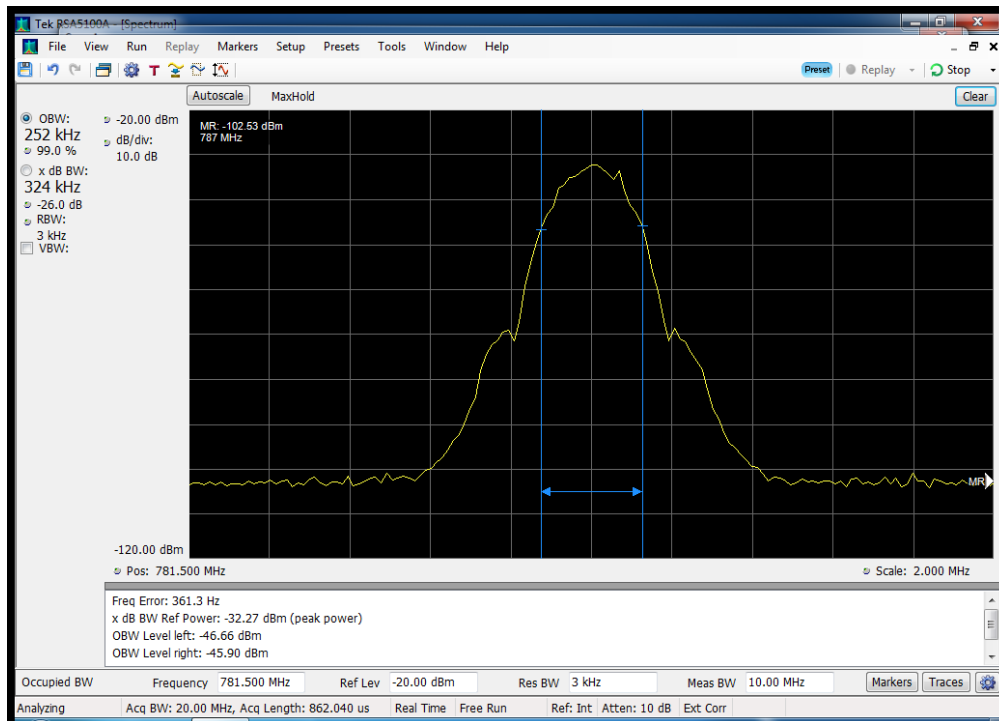 Tek RSA5100A - [Spectrum]
File View Run Replay Markers Setup Presets Tools Window Help
Preset Replay Stop
Autoscale MaxHold Clear
OBW:
252 kHz
99.0 %
x dB BW:
324 kHz
-26.0 dB
RBW:
3 kHz
VBW:
-20.00 dBm
dB/div:
10.0 dB
MR: -102.53 dBm
787 MHz
MR
-120.00 dBm
Pos: 781.500 MHz Scale: 2.000 MHz
Freq Error: 361.3 Hz
x dB BW Ref Power: -32.27 dBm (peak power)
OBW Level left: -46.66 dBm
OBW Level right: -45.90 dBm
Occupied BW Frequency 781.500 MHz Ref Lev -20.00 dBm Res BW 3 kHz Meas BW 10.00 MHz Markers Traces
Analyzing Acq BW: 20.00 MHz, Acq Length: 862.040 us Real Time Free Run Ref: Int Atten: 10 dB Ext Corr